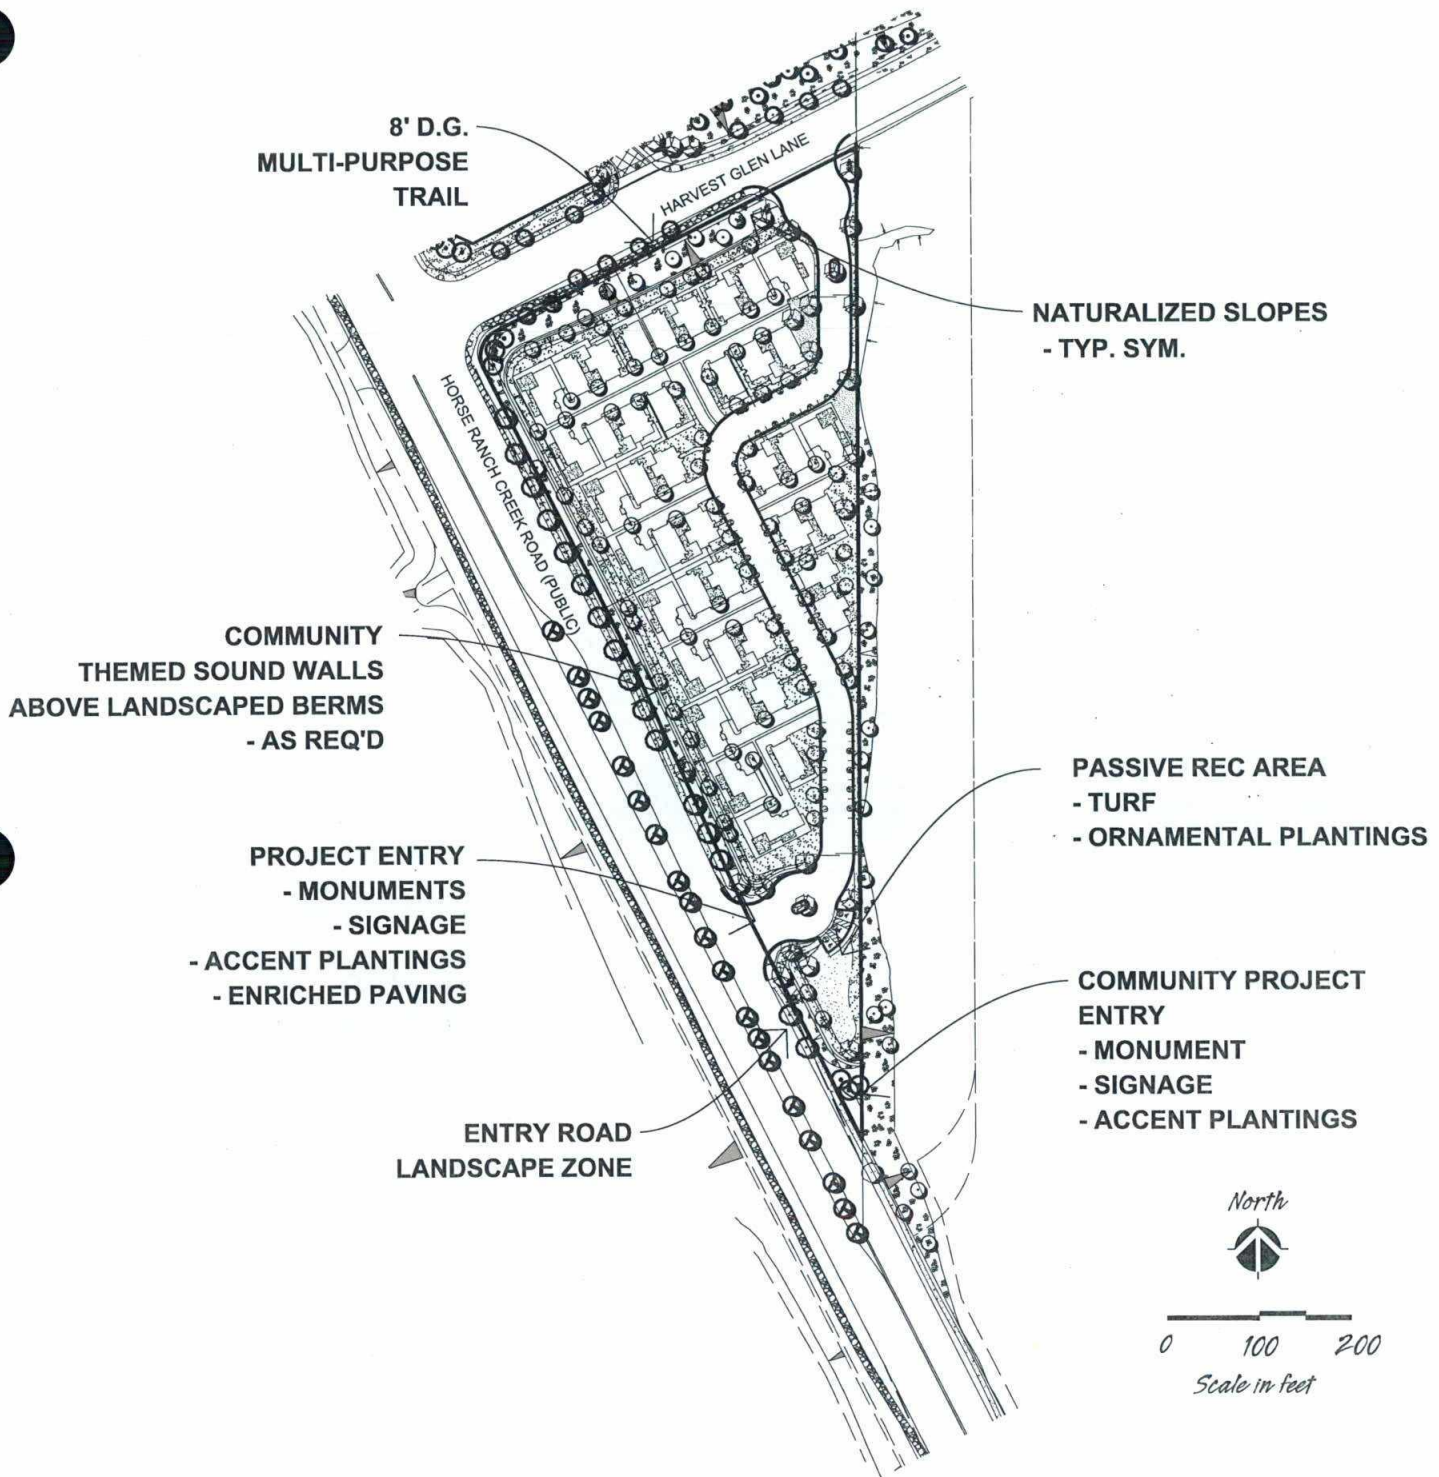 8' D.G.
MULTI-PURPOSE
TRAIL
HARVEST GLEN LANE
NATURALIZED SLOPES
- TYP. SYM.
HORSE RANCH CREEK ROAD (PUBLIC)
COMMUNITY
THEMED SOUND WALLS
ABOVE LANDSCAPED BERMS
- AS REQ'D
PASSIVE REC AREA
- TURF
- ORNAMENTAL PLANTINGS
PROJECT ENTRY
- MONUMENTS
- SIGNAGE
- ACCENT PLANTINGS
- ENRICHED PAVING
COMMUNITY PROJECT
ENTRY
- MONUMENT
- SIGNAGE
- ACCENT PLANTINGS
ENTRY ROAD
LANDSCAPE ZONE
North
0 100 200
Scale in feet